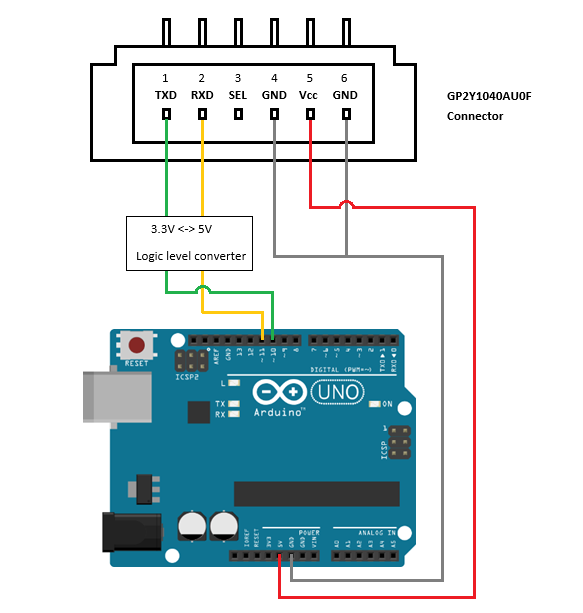 1 2 3 4 5 6
TXD RXD SEL GND Vcc GND
GP2Y1040AU0F
Connector
3.3V <-> 5V
Logic level converter
RESET
ICSP2
AREF
GND
13
12
~11
~10
~9
8
7
~6
~5
4
~3
2
TXD▶1
RXD◀0
DIGITAL (PWM=~)
L
TX
RX
UNO
Arduino™
ON
1
ICSP
POWER
ANALOG IN
IOREF
RESET
3V3
5V
GND
GND
VIN
A0
A1
A2
A3
A4
A5